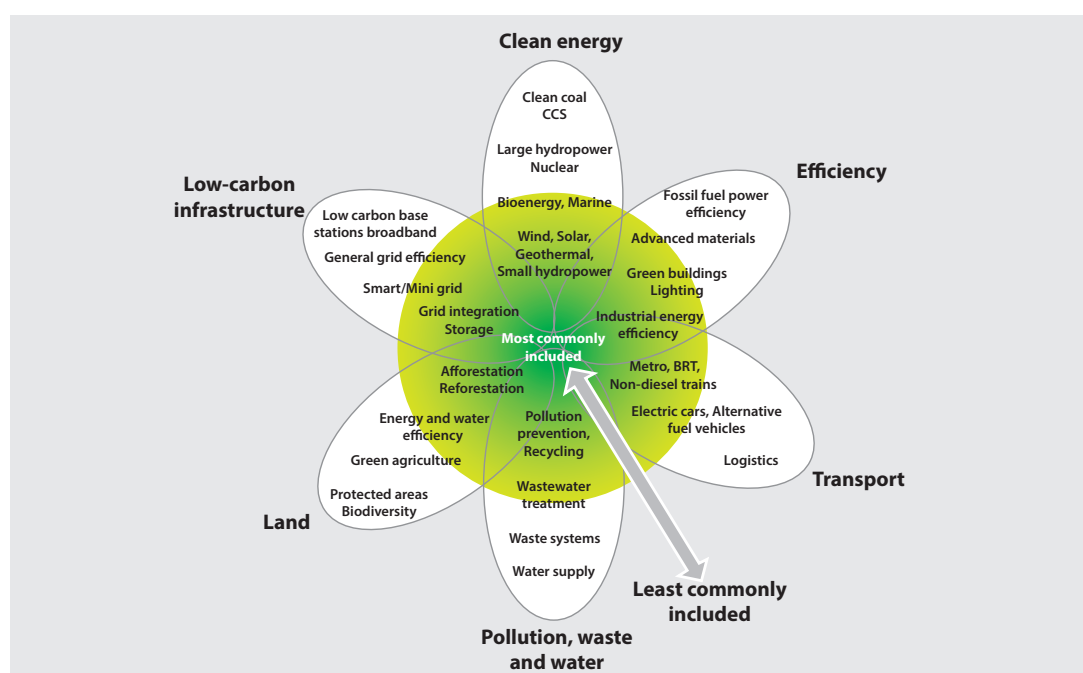 Clean energy
Clean coal
CCS
Large hydropower
Nuclear
Bioenergy, Marine
Wind, Solar,
Geothermal,
Small hydropower
Efficiency
Fossil fuel power
efficiency
Advanced materials
Green buildings
Lighting
Industrial energy
efficiency
Low-carbon
infrastructure
Low carbon base
stations broadband
General grid efficiency
Smart/Mini grid
Grid integration
Storage
Most commonly
included
Afforestation
Reforestation
Energy and water
efficiency
Green agriculture
Protected areas
Biodiversity
Land
Pollution
prevention,
Recycling
Wastewater
treatment
Waste systems
Water supply
Pollution, waste
and water
Metro, BRT,
Non-diesel trains
Electric cars, Alternative
fuel vehicles
Logistics
Transport
Least commonly
included